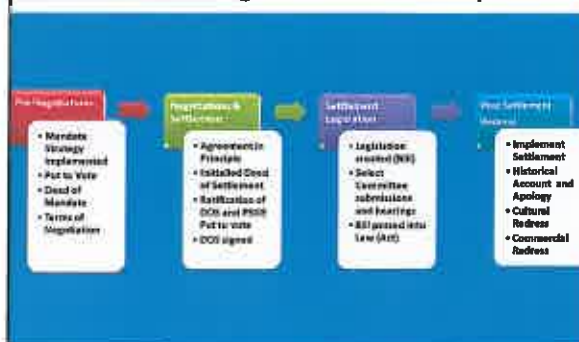 Pre Negotiations
• Mandate
Strategy
Implemented
• Put to Vote
• Deed of
Mandate
• Terms of
Negotiation
Negotiations &
Settlement
• Agreement in
Principle
• Initialled Deed
of Settlement
• Ratification of
DOS and PSGE
Put to vote
• DOS signed
Settlement
Legislation
• Legislation
created (Bill)
• Select
Committee
submissions
and hearings
• Bill passed into
Law (Act)
Post Settlement
• Implement
Settlement
• Historical
Account and
Apology
• Cultural
Redress
• Commercial
Redress